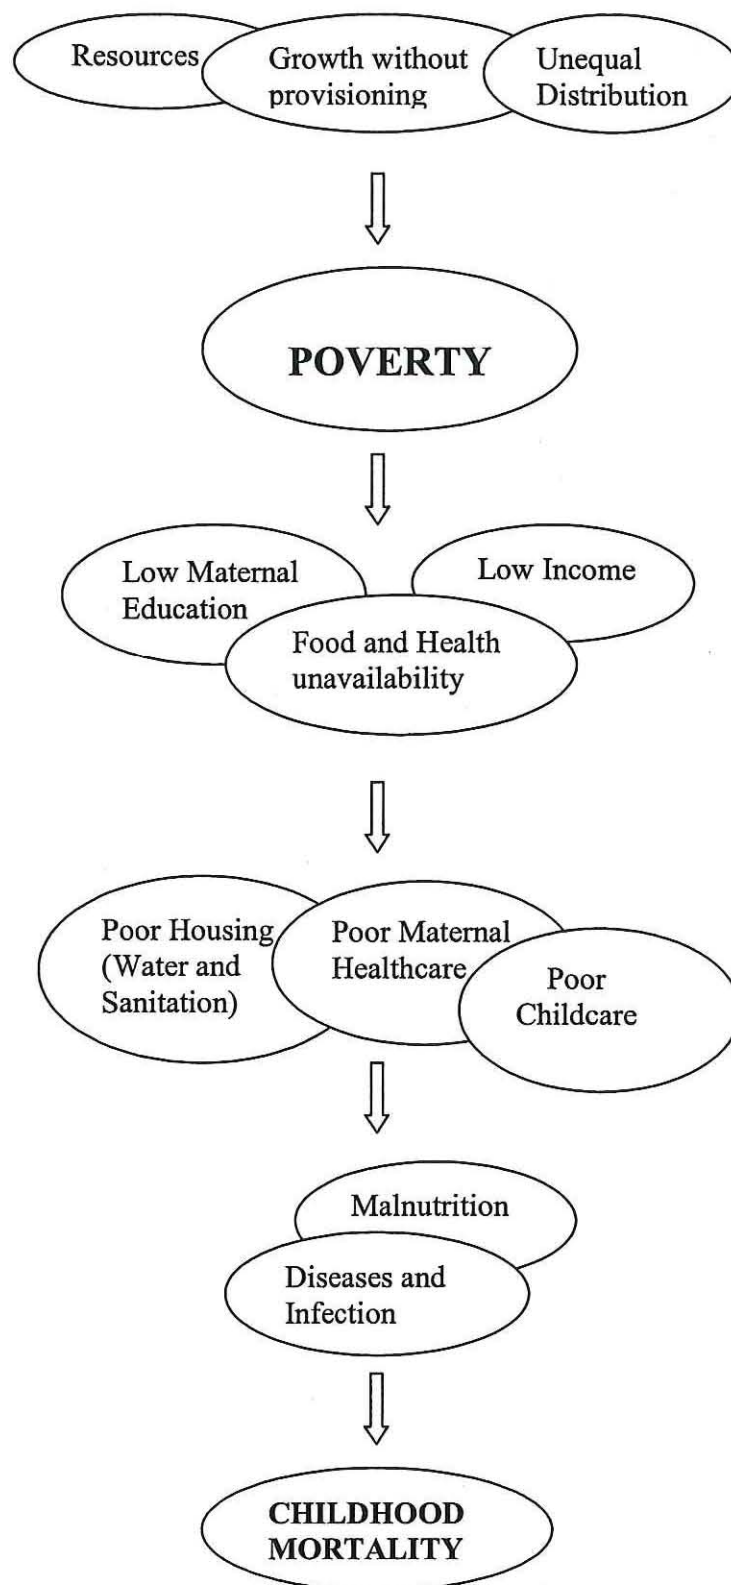 Resources
Growth without
provisioning
Unequal
Distribution
POVERTY
Low Maternal
Education
Low Income
Food and Health
unavailability
Poor Housing
(Water and
Sanitation)
Poor Maternal
Healthcare
Poor
Childcare
Malnutrition
Diseases and
Infection
CHILDHOOD
MORTALITY